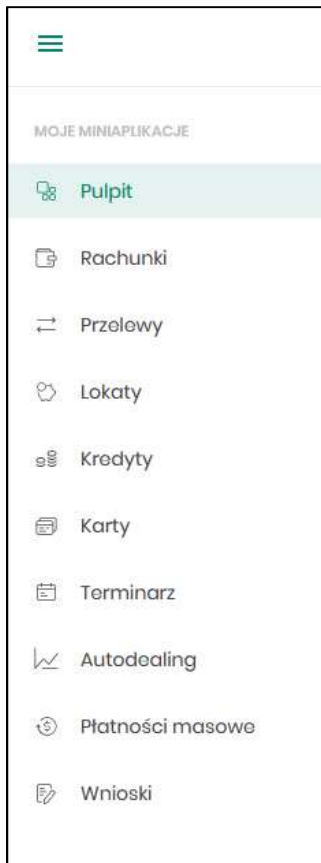 MOJE MINIAPLIKACJE
Pulpit
Rachunki
Przelewy
Lokaty
Kredyty
Karty
Terminarz
Autodealing
Płatności masowe
Wnioski